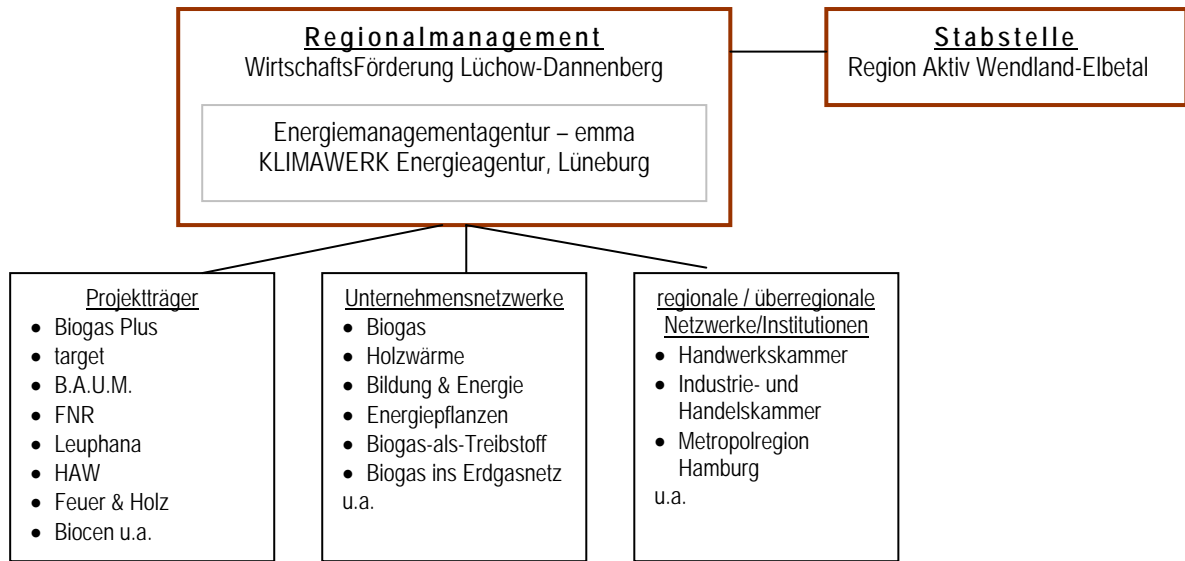 Regionalmanagement
WirtschaftsFörderung Lüchow-Dannenberg
Energiemanagementagentur – emma
KLIMAWERK Energieagentur, Lüneburg
Stabstelle
Region Aktiv Wendland-Elbetal
Projektträger
• Biogas Plus
• target
• B.A.U.M.
• FNR
• Leuphana
• HAW
• Feuer & Holz
• Biocen u.a.
Unternehmensnetzwerke
• Biogas
• Holzwärme
• Bildung & Energie
• Energiepflanzen
• Biogas-als-Treibstoff
• Biogas ins Erdgasnetz
u.a.
regionale / überregionale
Netzwerke/Institutionen
• Handwerkskammer
• Industrie- und
Handelskammer
• Metropolregion
Hamburg
u.a.